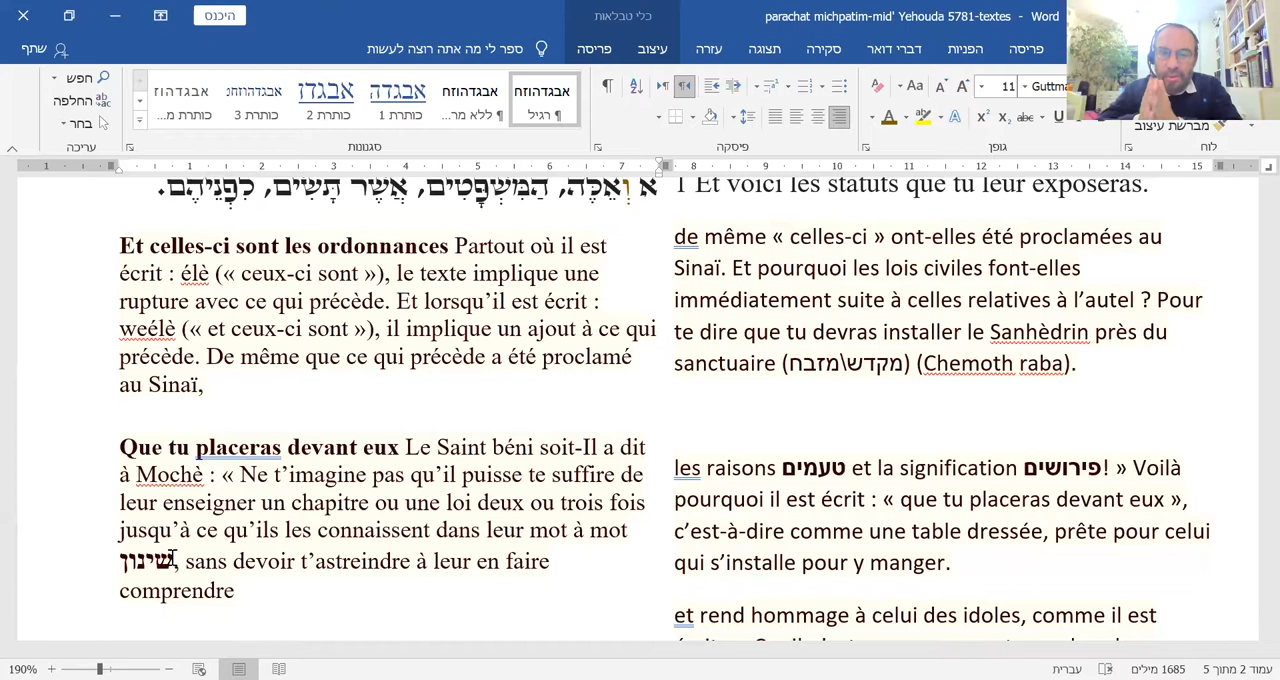 היכנס
כלי טבלאות
parachat michpatim-mid' Yehouda 5781-textes - Word
שתף
ספר לי מה אתה רוצה לעשות
פריסה
עיצוב
עזרה
תצוגה
סקירה
דברי דואר
הפניות
פריסה
חפש
החלפה
בחר
עריכה
אבגדהוזח
כותרת מ...
אבגדהוזחנ
כותרת 3
אבגדן
כותרת 2
אבגדה
כותרת 1
אבגדהוזח
¶ ללא מר...
אבגדהוזח
¶ רגיל
סגנונות
פיסקה
Aa
11
Guttm
גופן
מברשת עיצוב
לוח
א וְאֵלֶּה, הַמִּשְׁפָּטִים, אֲשֶׁר תָּשִׂים, לִפְנֵיהֶם.
1 Et voici les statuts que tu leur exposeras.
Et celles-ci sont les ordonnances Partout où il est
écrit : élè (« ceux-ci sont »), le texte implique une
rupture avec ce qui précède. Et lorsqu'il est écrit :
weélè (« et ceux-ci sont »), il implique un ajout à ce qui
précède. De même que ce qui précède a été proclamé
au Sinaï,
de même « celles-ci » ont-elles été proclamées au
Sinaï. Et pourquoi les lois civiles font-elles
immédiatement suite à celles relatives à l'autel ? Pour
te dire que tu devras installer le Sanhèdrin près du
sanctuaire (מקדש\מזבח) (Chemoth raba).
Que tu placeras devant eux Le Saint béni soit-Il a dit
à Mochè : « Ne t'imagine pas qu'il puisse te suffire de
leur enseigner un chapitre ou une loi deux ou trois fois
jusqu'à ce qu'ils les connaissent dans leur mot à mot
שינון, sans devoir t'astreindre à leur en faire
comprendre
les raisons טעמים et la signification פירושים! » Voilà
pourquoi il est écrit : « que tu placeras devant eux »,
c'est-à-dire comme une table dressée, prête pour celui
qui s'installe pour y manger.
et rend hommage à celui des idoles, comme il est
190%
עברית
1685 מילים
עמוד 2 מתוך 5